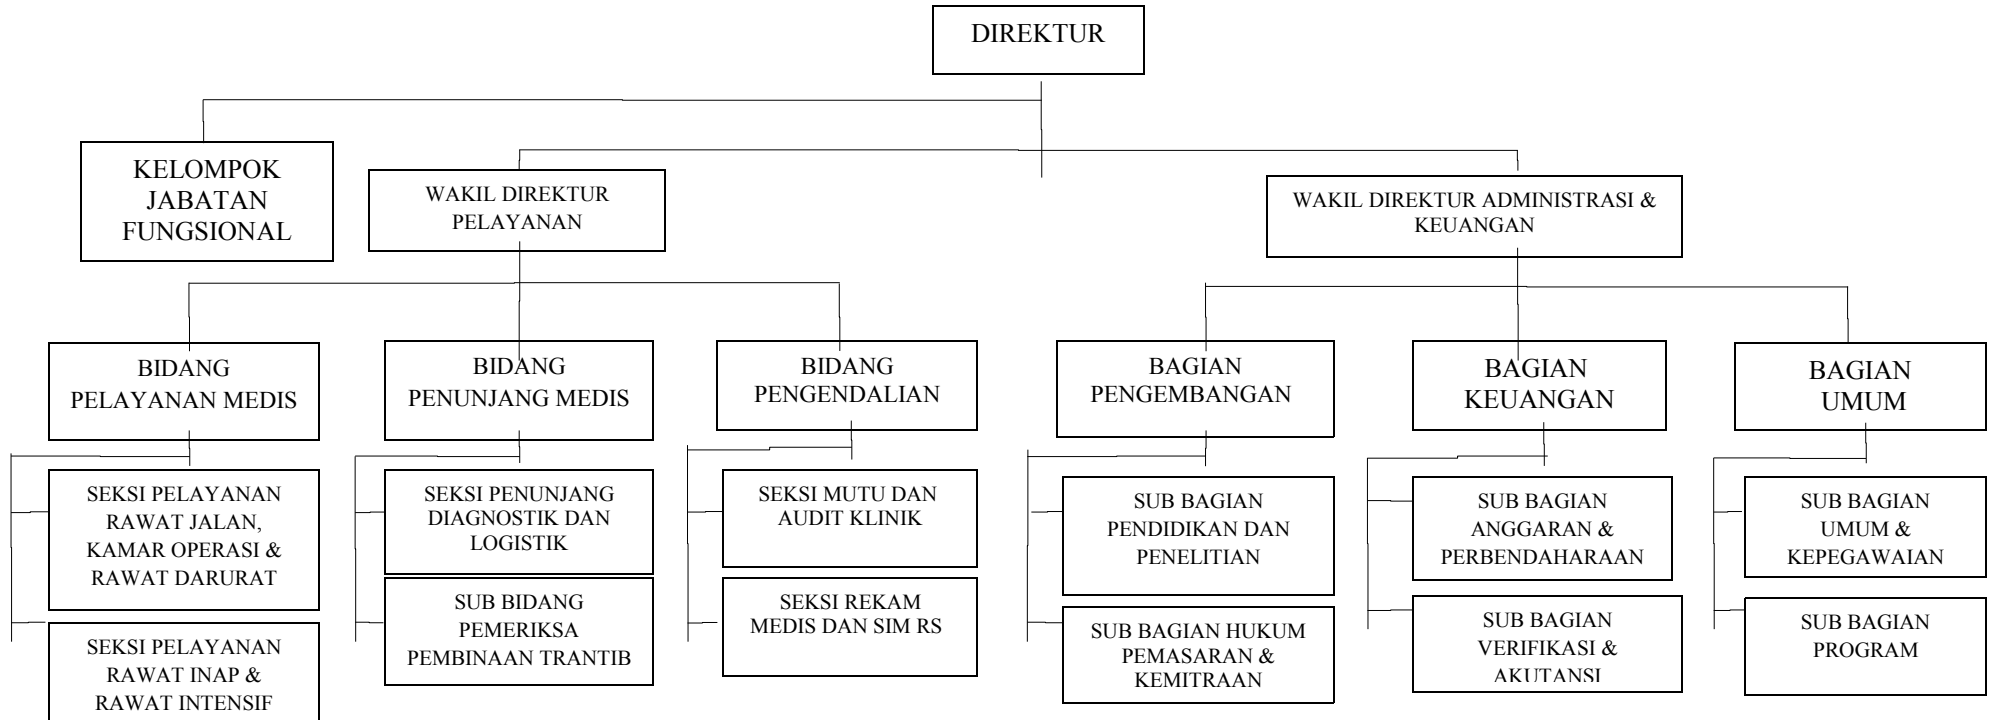 DIREKTUR
KELOMPOK
JABATAN
FUNGSIONAL
WAKIL DIREKTUR
PELAYANAN
WAKIL DIREKTUR ADMINISTRASI &
KEUANGAN
BIDANG
PELAYANAN MEDIS
BIDANG
PENUNJANG MEDIS
BIDANG
PENGENDALIAN
BAGIAN
PENGEMBANGAN
BAGIAN
KEUANGAN
BAGIAN
UMUM
SEKSI PELAYANAN
RAWAT JALAN,
KAMAR OPERASI &
RAWAT DARURAT
SEKSI PENUNJANG
DIAGNOSTIK DAN
LOGISTIK
SEKSI MUTU DAN
AUDIT KLINIK
SUB BAGIAN
PENDIDIKAN DAN
PENELITIAN
SUB BAGIAN
ANGGARAN &
PERBENDAHARAAN
SUB BAGIAN
UMUM &
KEPEGAWAIAN
SEKSI PELAYANAN
RAWAT INAP &
RAWAT INTENSIF
SUB BIDANG
PEMERIKSA
PEMBINAAN TRANTIB
SEKSI REKAM
MEDIS DAN SIM RS
SUB BAGIAN HUKUM
PEMASARAN &
KEMITRAAN
SUB BAGIAN
VERIFIKASI &
AKUTANSI
SUB BAGIAN
PROGRAM